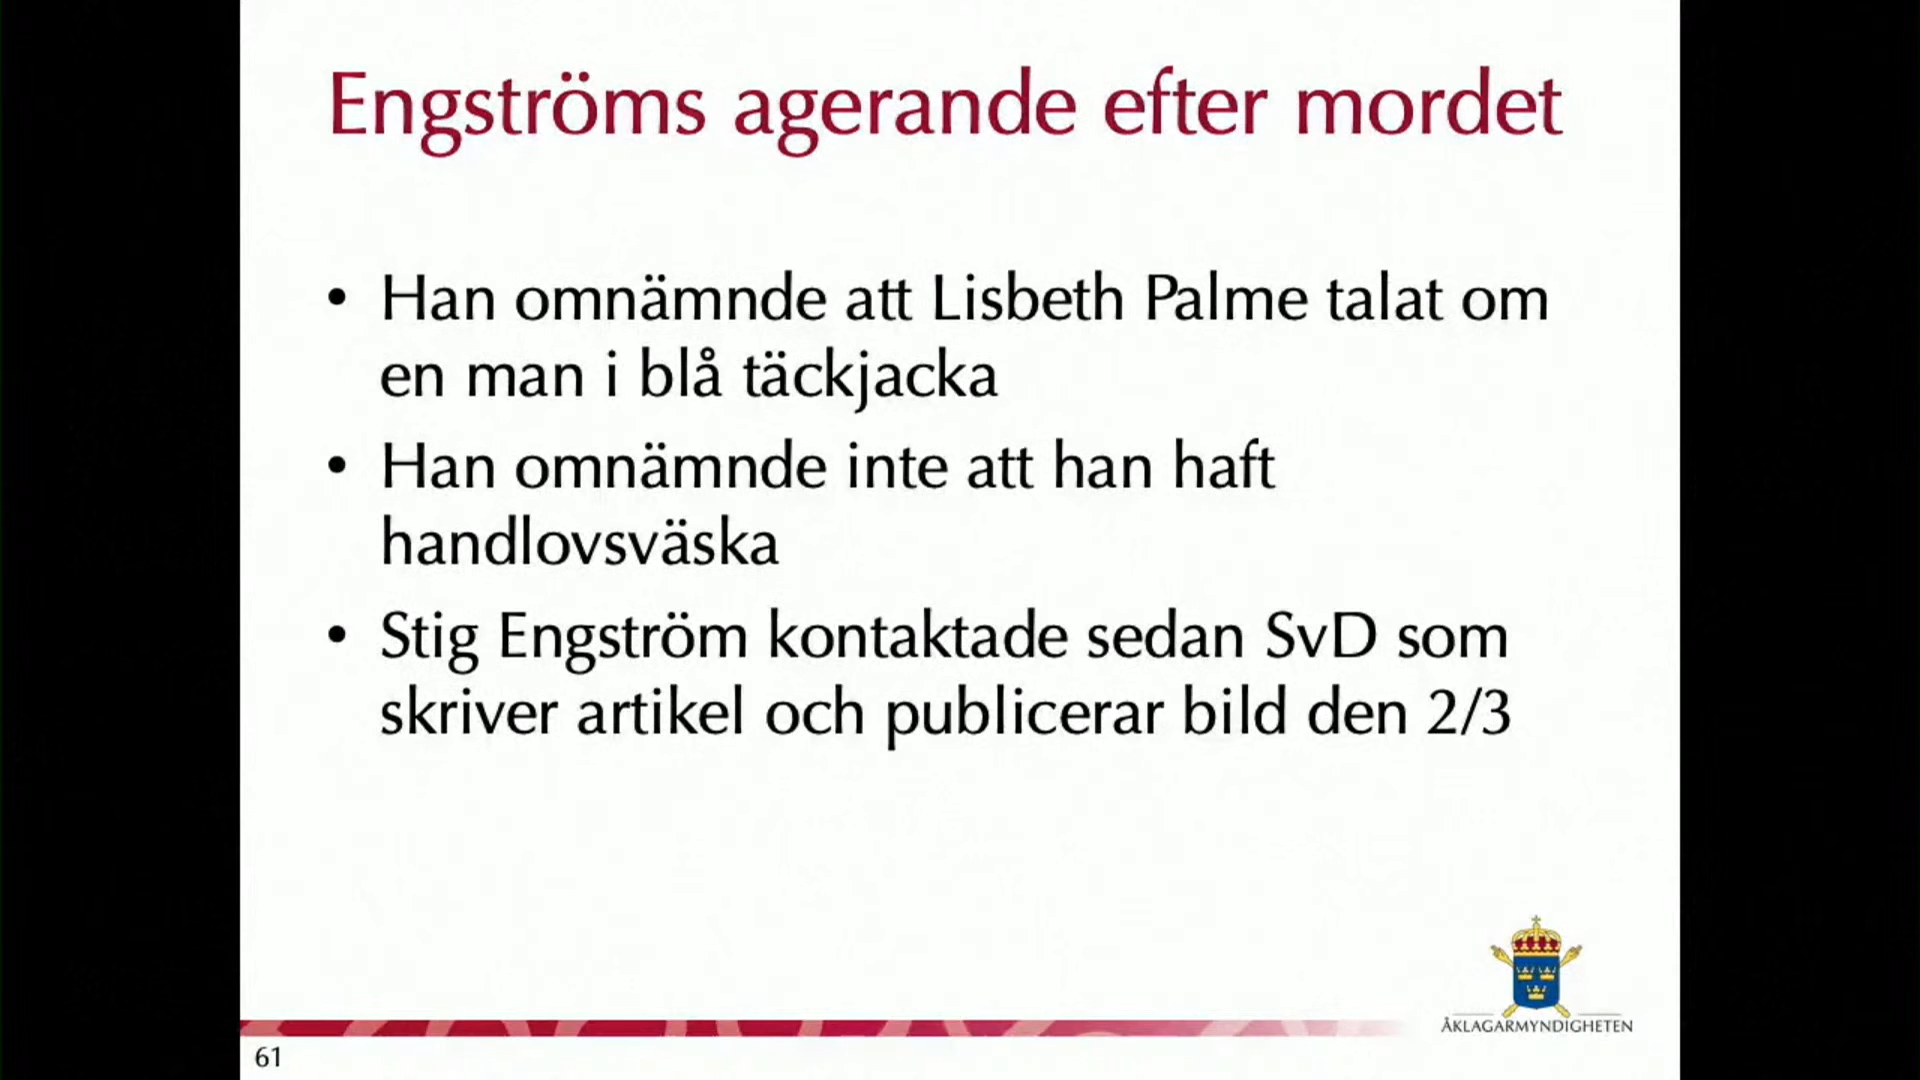 Engströms agerande efter mordet
• Han omnämnde att Lisbeth Palme talat om
en man i blå täckjacka
• Han omnämnde inte att han haft
handlovsväska
• Stig Engström kontaktade sedan SvD som
skriver artikel och publicerar bild den 2/3
ÅKLAGARMYNDIGHETEN
61